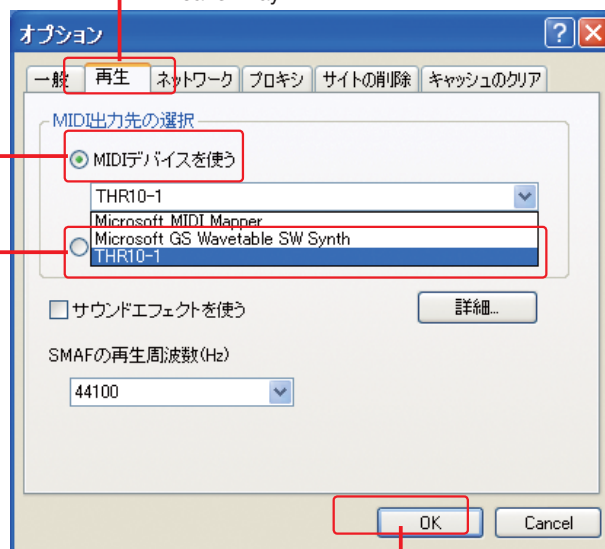 オプション
一般 再生 ネットワーク プロキシ サイトの削除 キャッシュのクリア
MIDI出力先の選択
MIDIデバイスを使う
THR10-1
Microsoft MIDI Mapper
Microsoft GS Wavetable SW Synth
THR10-1
サウンドエフェクトを使う
詳細...
SMAFの再生周波数(Hz)
44100
OK Cancel